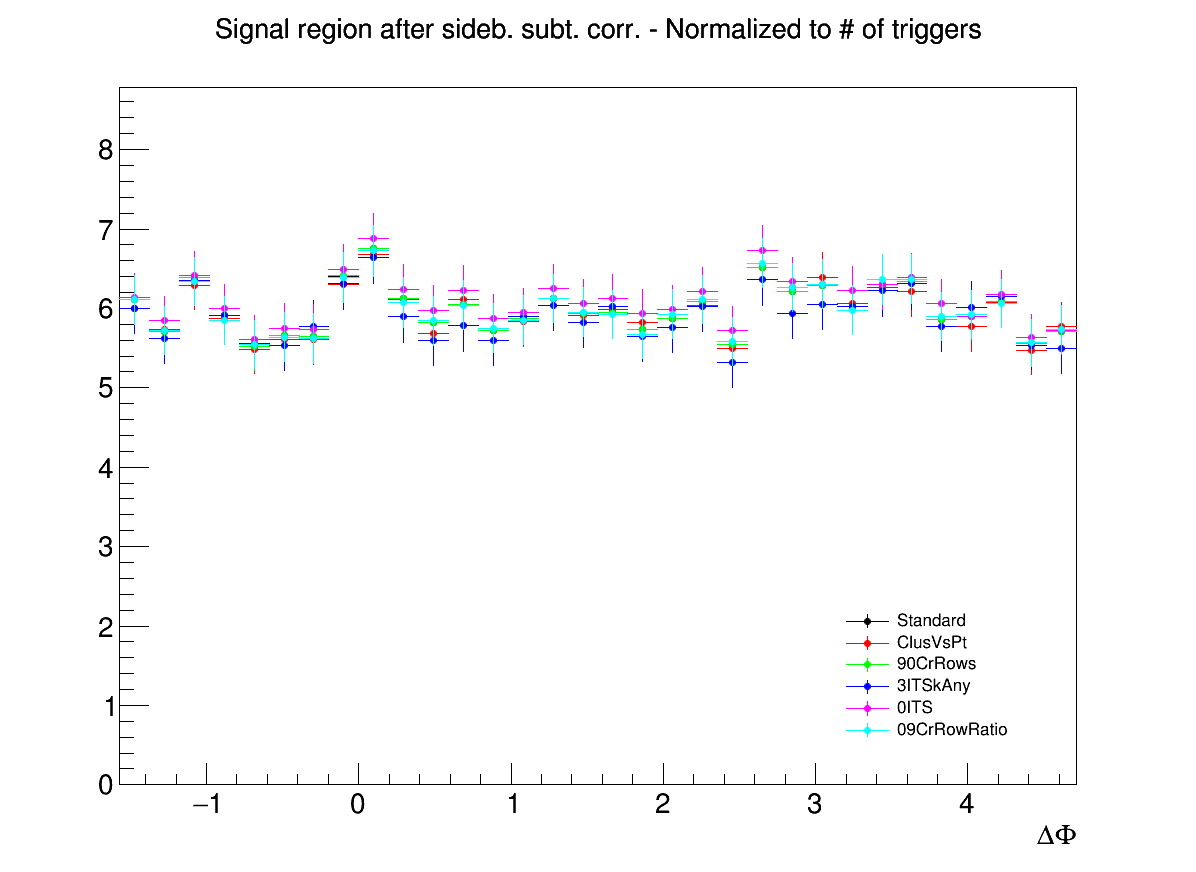 Signal region after sideb. subt. corr. - Normalized to # of triggers
8
7
6
5
4
3
2
1
0
Standard
ClusVsPt
90CrRows
3ITSkAny
0ITS
09CrRowRatio
−1 0 1 2 3 4
ΔΦ